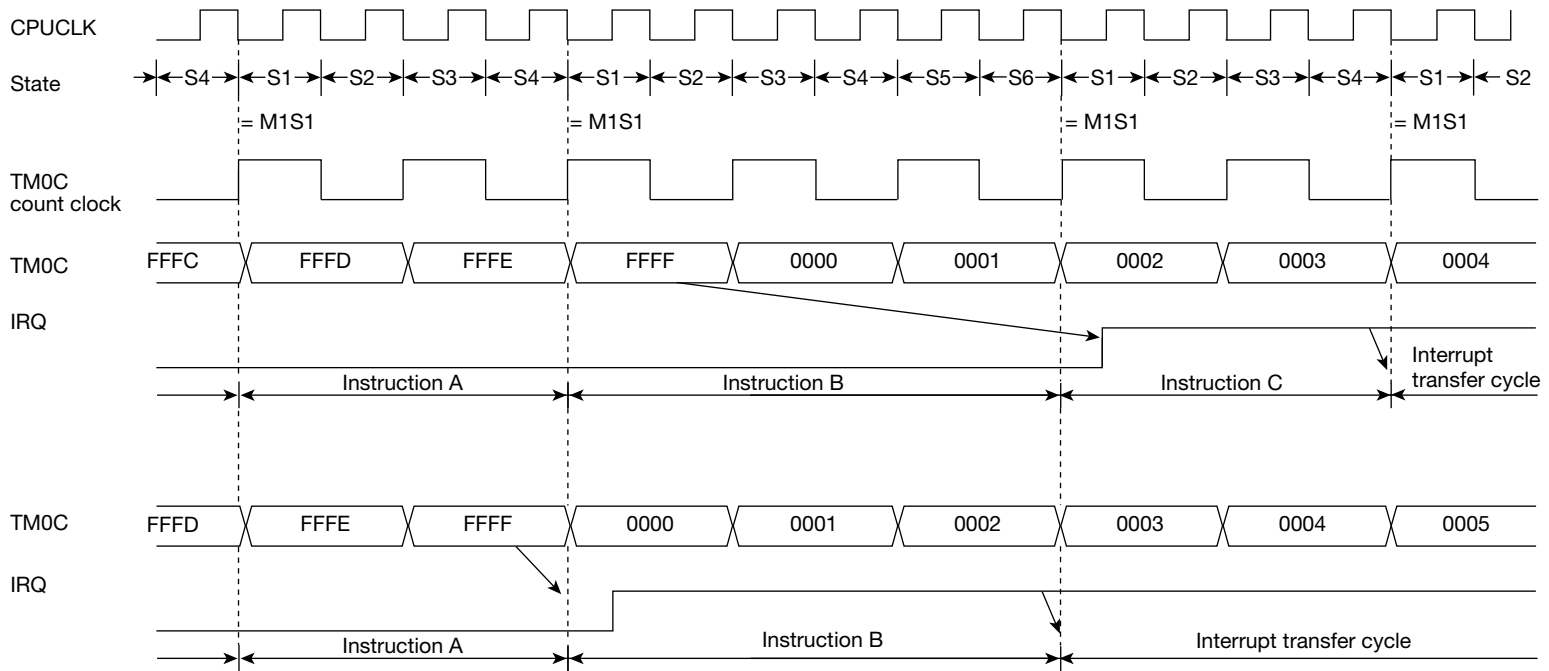 CPUCLK
State
S4 S1 S2 S3 S4 S1 S2 S3 S4 S5 S6 S1 S2 S3 S4 S1 S2
= M1S1 = M1S1 = M1S1 = M1S1
TM0C
count clock
TM0C
FFFC FFFD FFFE FFFF 0000 0001 0002 0003 0004
IRQ
Interrupt
transfer cycle
Instruction A Instruction B Instruction C
TM0C
FFFD FFFE FFFF 0000 0001 0002 0003 0004 0005
IRQ
Instruction A Instruction B Interrupt transfer cycle